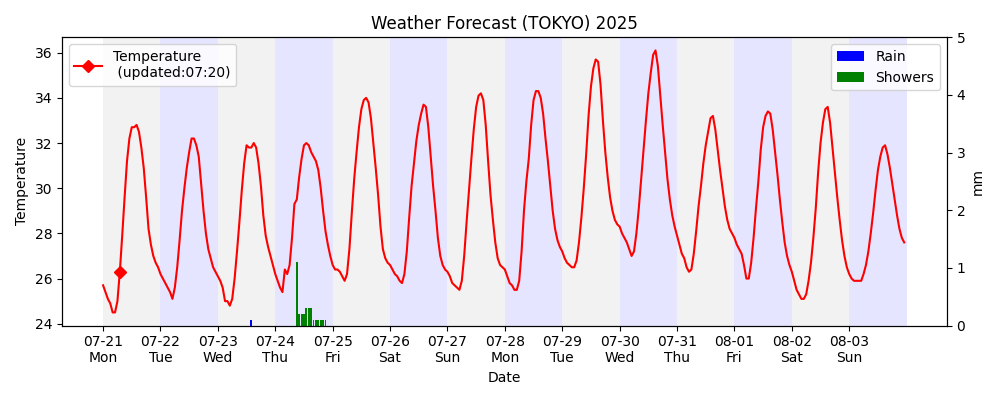 Weather Forecast (TOKYO) 2025
Temperature
(updated:07:20)
Rain
Showers
Temperature
36
34
32
30
28
26
24
5
4
3
2
1
0
mm
07-21 07-22 07-23 07-24 07-25 07-26 07-27 07-28 07-29 07-30 07-31 08-01 08-02 08-03
Mon Tue Wed Thu Fri Sat Sun Mon Tue Wed Thu Fri Sat Sun
Date